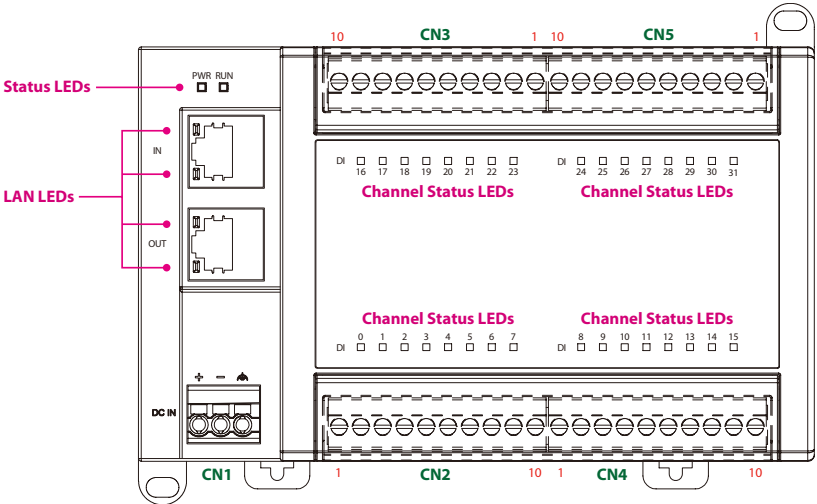 10 CN3 1 10 CN5 1
PWR RUN
Status LEDs
IN
DI
16 17 18 19 20 21 22 23
DI
24 25 26 27 28 29 30 31
Channel Status LEDs Channel Status LEDs
LAN LEDs
OUT
Channel Status LEDs Channel Status LEDs
0 1 2 3 4 5 6 7
DI
8 9 10 11 12 13 14 15
DI
+ −
DC IN
CN1 1 CN2 10 1 CN4 10